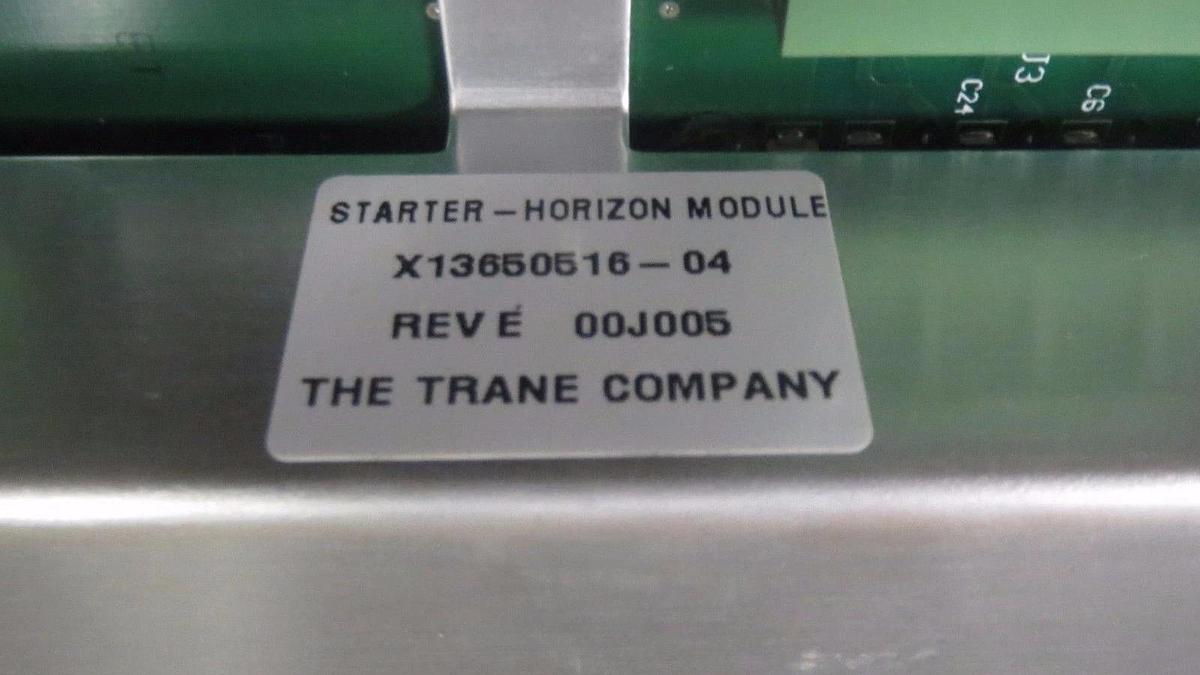 J3
C24
C6
STARTER – HORIZON MODULE
X13650516 – 04
REV E 00J005
THE TRANE COMPANY